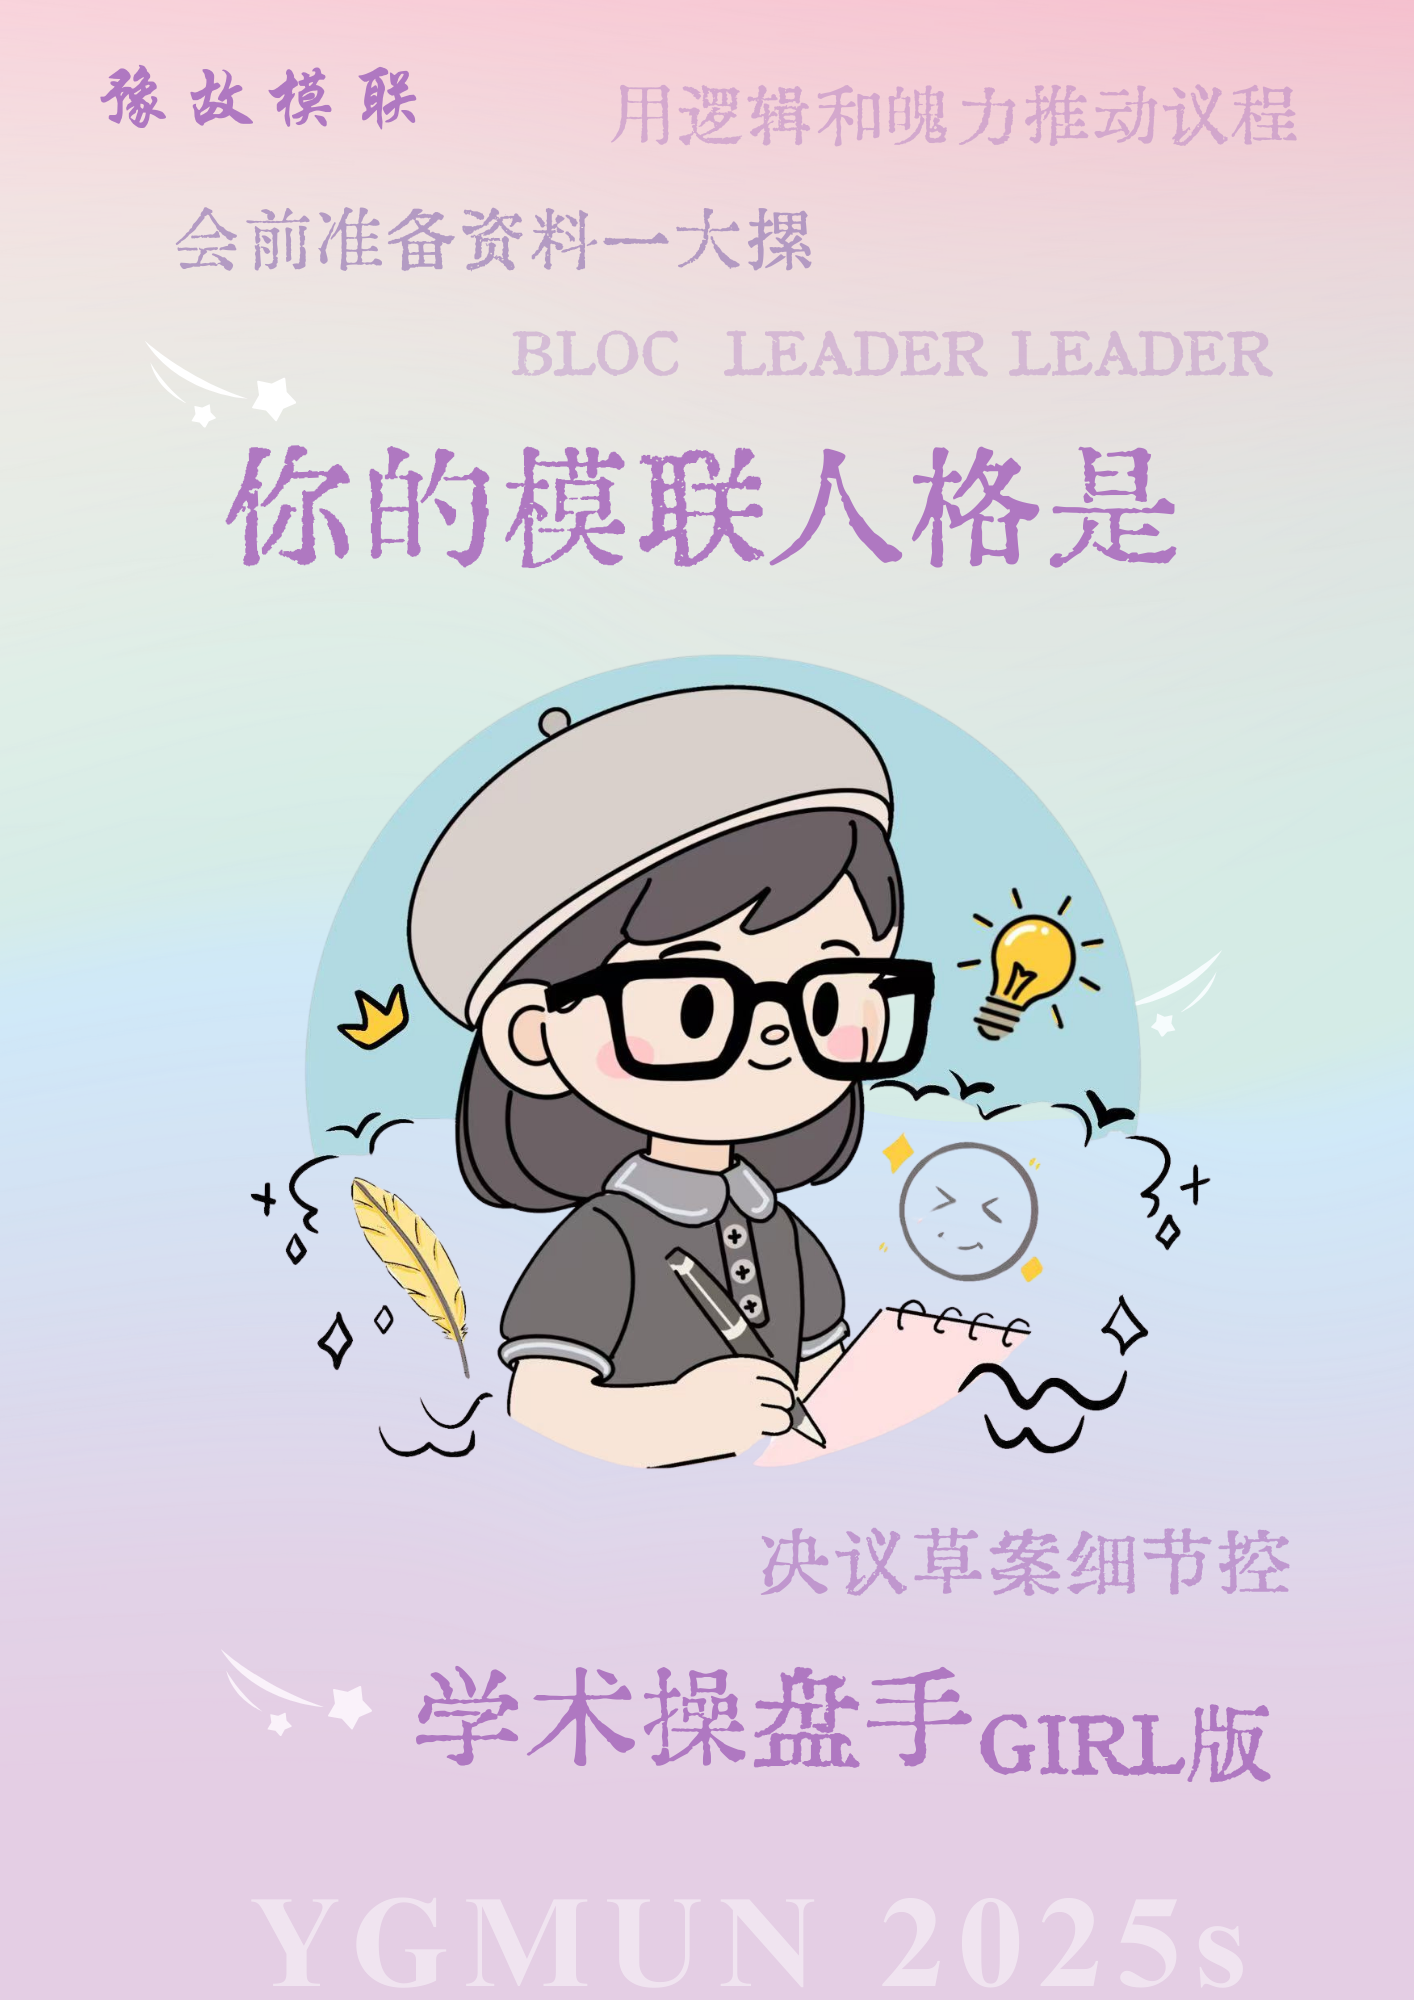 豫故模联
用逻辑和魄力推动议程
会前准备资料一大摞
BLOC LEADER LEADER
你的模联人格是
决议草案细节控
学术操盘手GIRL版
YGMUN 2025s